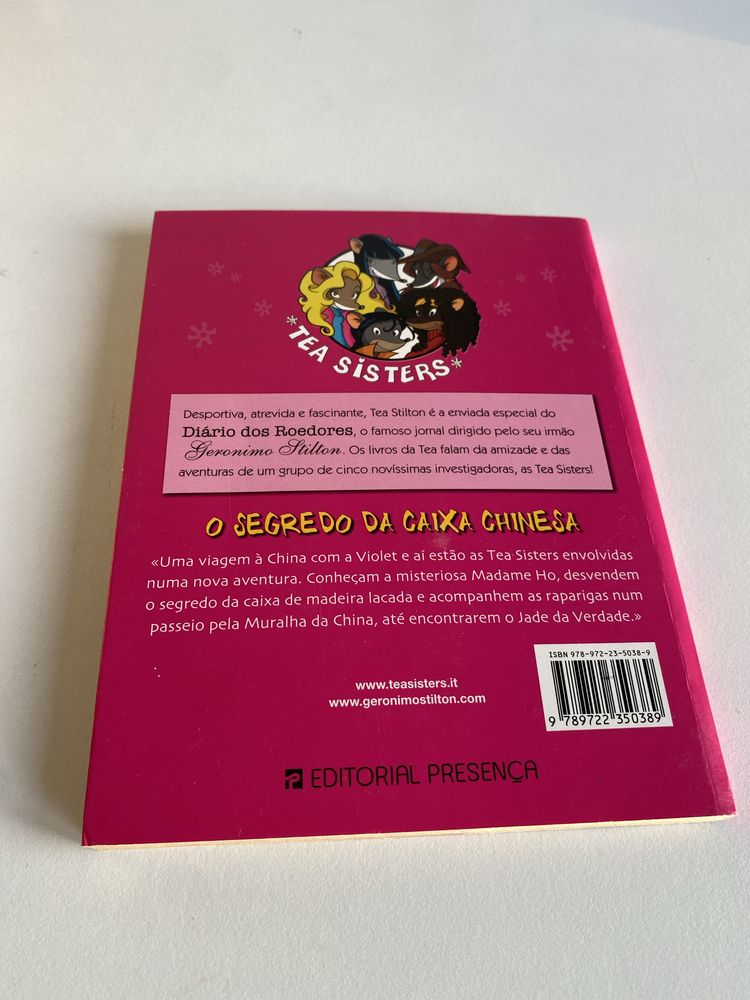 *TEA SISTERS*
Desportiva, atrevida e fascinante, Tea Stilton é a enviada especial do
Diário dos Roedores, o famoso jornal dirigido pelo seu irmão
Geronimo Stilton. Os livros da Tea falam da amizade e das
aventuras de um grupo de cinco novíssimas investigadoras, as Tea Sisters!
O SEGREDO DA CAIXA CHINESA
«Uma viagem à China com a Violet e aí estão as Tea Sisters envolvidas
numa nova aventura. Conheçam a misteriosa Madame Ho, desvendem
o segredo da caixa de madeira lacada e acompanhem as raparigas num
passeio pela Muralha da China, até encontrarem o Jade da Verdade.»
ISBN 978-972-23-5038-9
9 789722 350389
www.teasisters.it
www.geronimostilton.com
EDITORIAL PRESENÇA